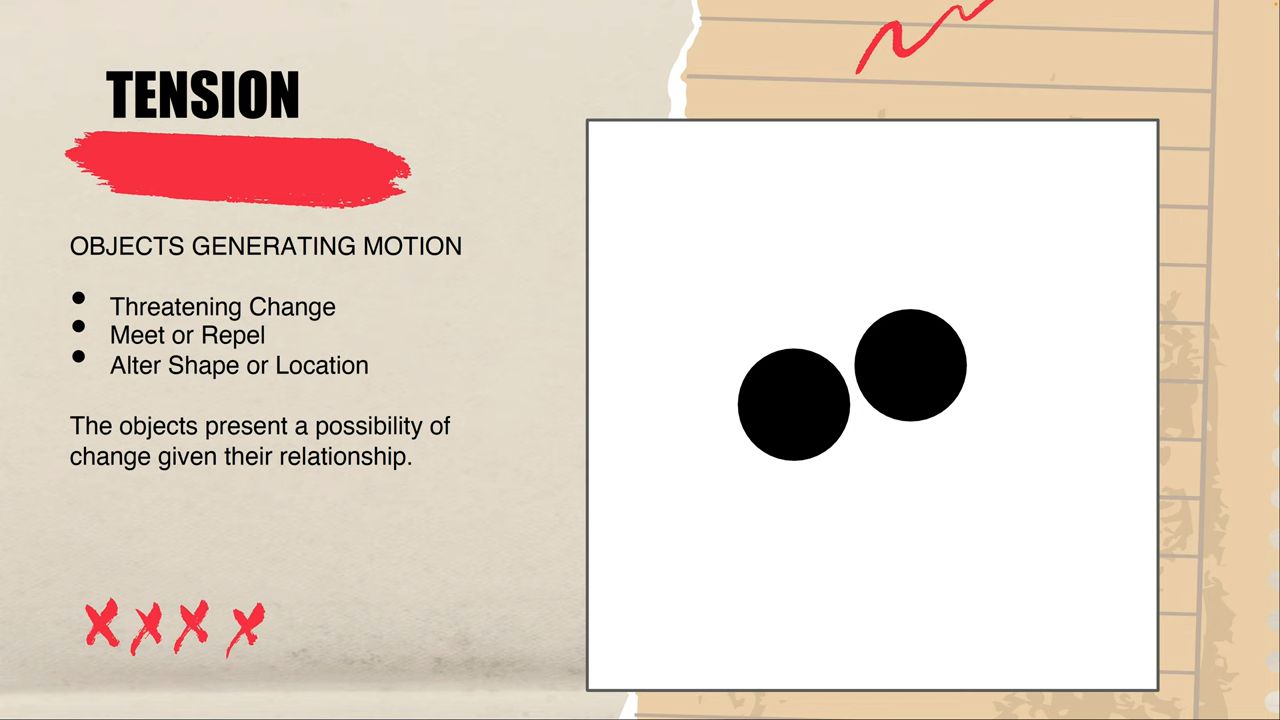 TENSION
OBJECTS GENERATING MOTION
• Threatening Change
• Meet or Repel
• Alter Shape or Location
The objects present a possibility of
change given their relationship.